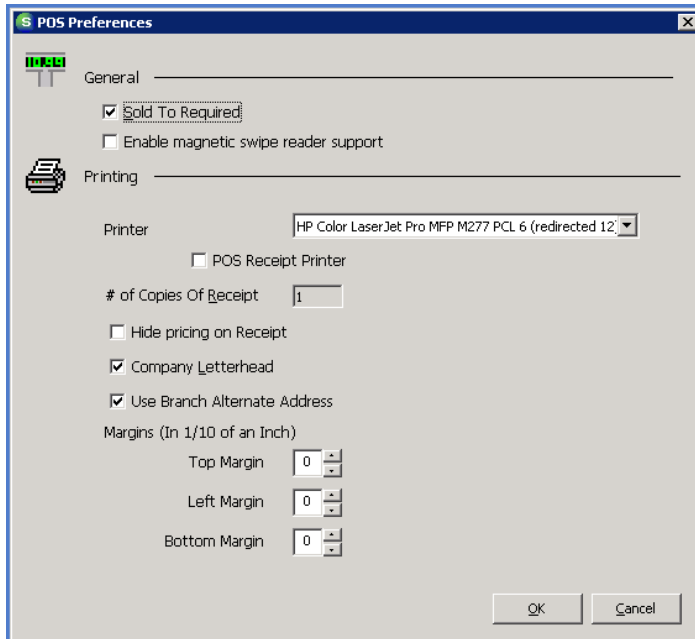 S POS Preferences
General
Sold To Required
Enable magnetic swipe reader support
Printing
Printer HP Color LaserJet Pro MFP M277 PCL 6 (redirected 12)
POS Receipt Printer
# of Copies Of Receipt 1
Hide pricing on Receipt
Company Letterhead
Use Branch Alternate Address
Margins (In 1/10 of an Inch)
Top Margin 0
Left Margin 0
Bottom Margin 0
OK Cancel